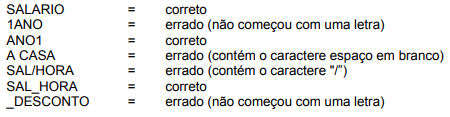 SALARIO = correto
1ANO = errado (não começou com uma letra)
ANO1 = correto
A CASA = errado (contém o caractere espaço em branco)
SAL/HORA = errado (contém o caractere "/")
SAL_HORA = correto
_DESCONTO = errado (não começou com uma letra)